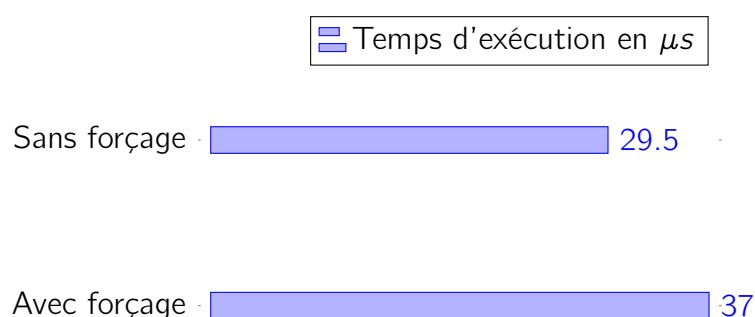 Temps d'exécution en μs
Sans forçage 29.5
Avec forçage 37